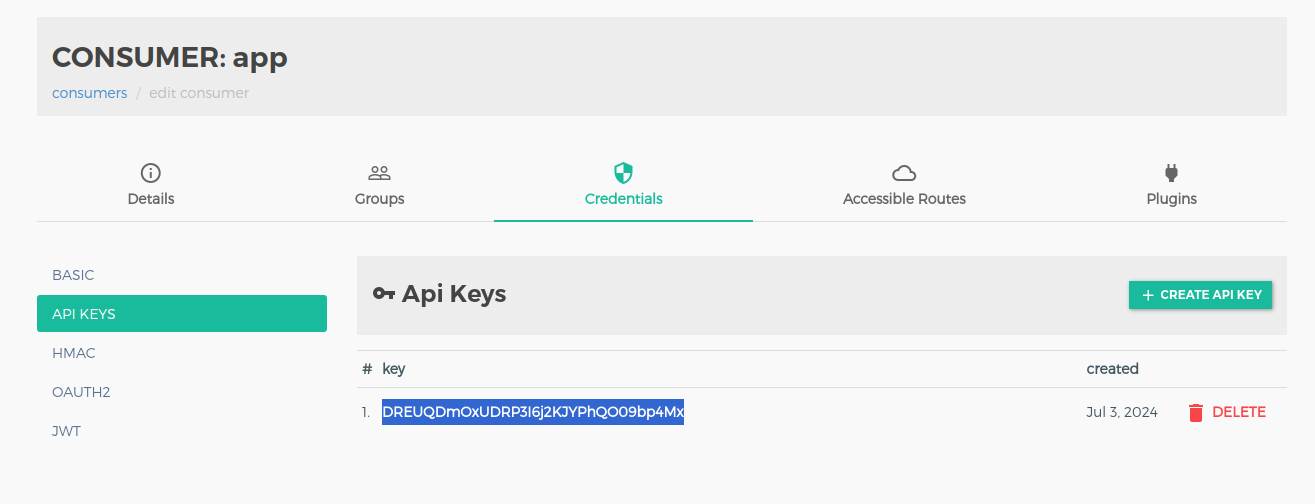 CONSUMER: app
consumers / edit consumer
Details
Groups
Credentials
Accessible Routes
Plugins
BASIC
API KEYS
HMAC
OAUTH2
JWT
Api Keys
+ CREATE API KEY
# key created
1. DREUQDmOxUDRP3I6j2KJYPhQO09bp4Mx Jul 3, 2024 DELETE